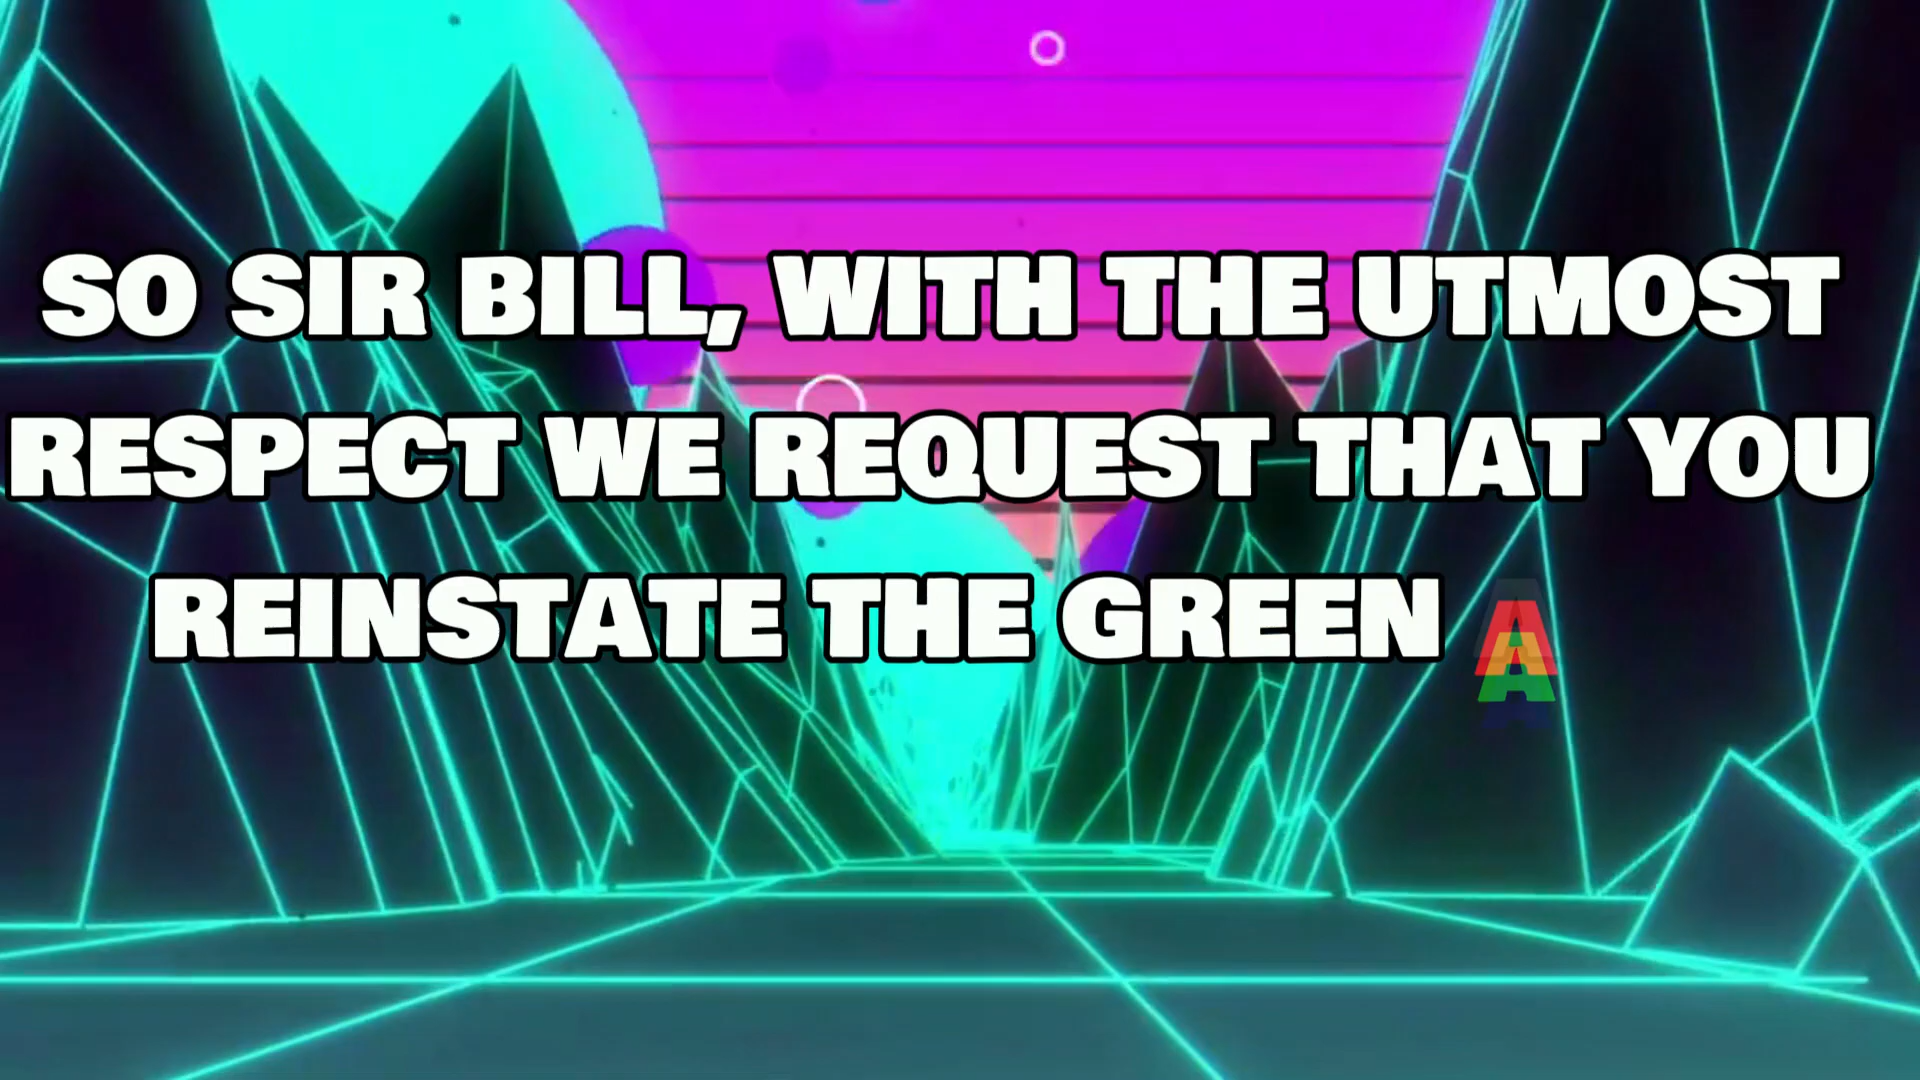 SO SIR BILL, WITH THE UTMOST
RESPECT WE REQUEST THAT YOU
REINSTATE THE GREEN A